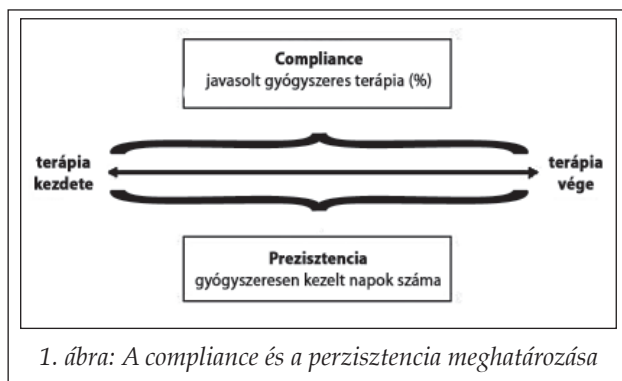 Compliance
javasolt gyógyszeres terápia (%)
terápia
kezdete
terápia
vége
Prezisztencia
gyógyszeresen kezelt napok száma
1. ábra: A compliance és a perzisztencia meghatározása